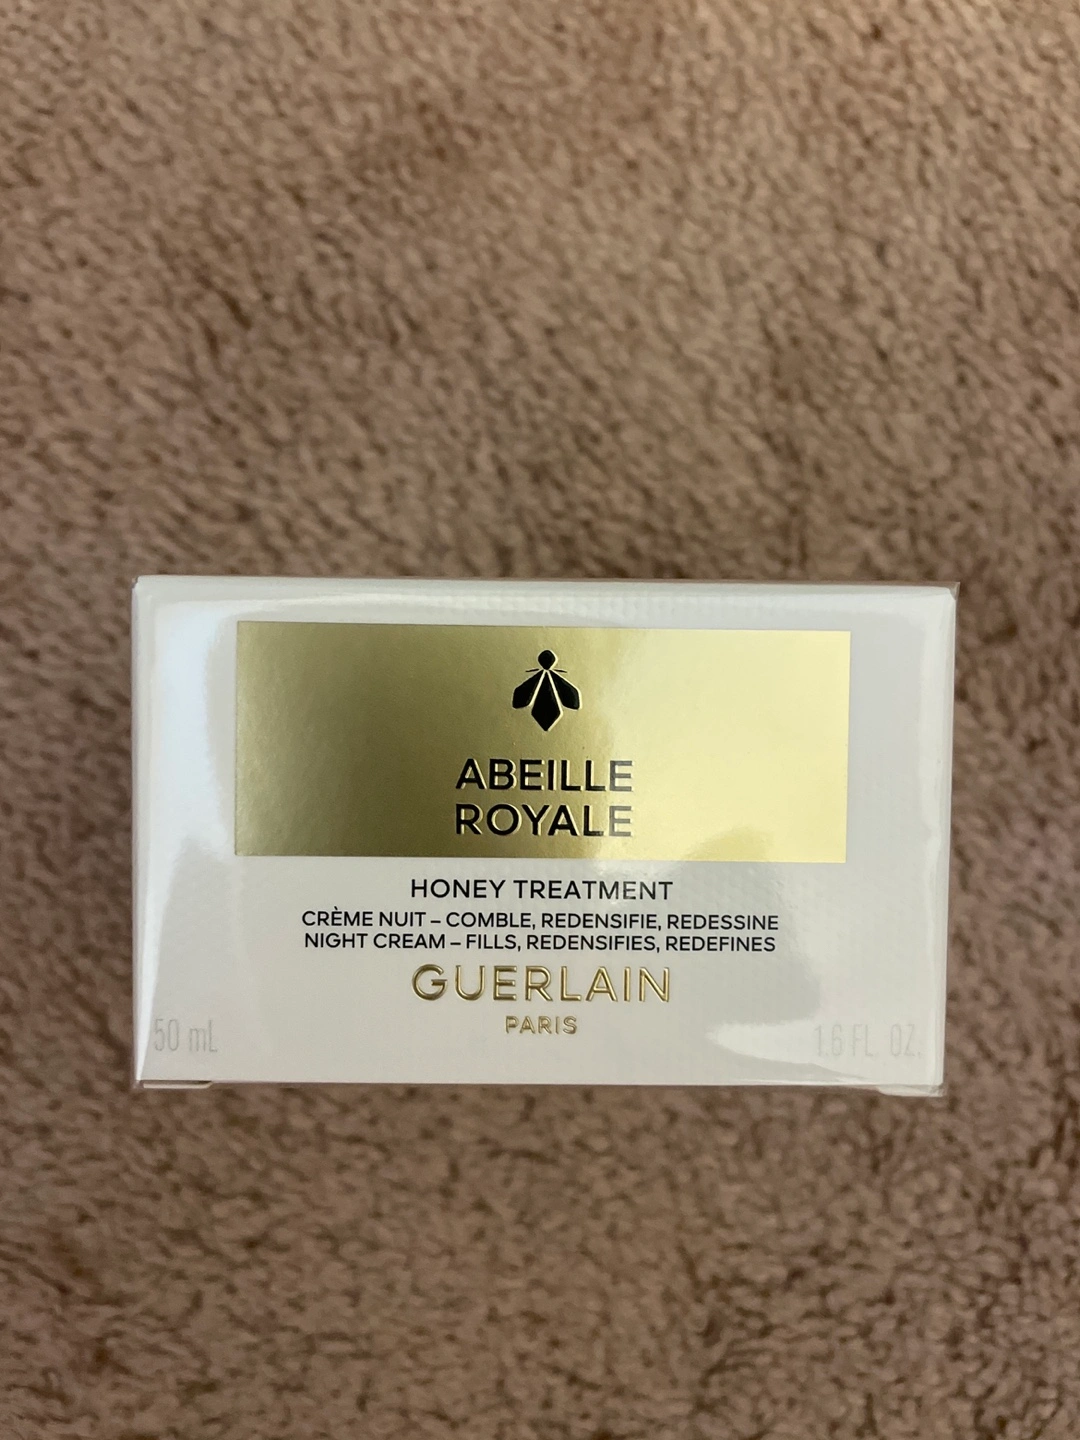 ABEILLE
ROYALE
HONEY TREATMENT
CRÈME NUIT – COMBLE, REDENSIFIE, REDESSINE
NIGHT CREAM – FILLS, REDENSIFIES, REDEFINES
GUERLAIN
PARIS
50 mL
1.6 FL. OZ.